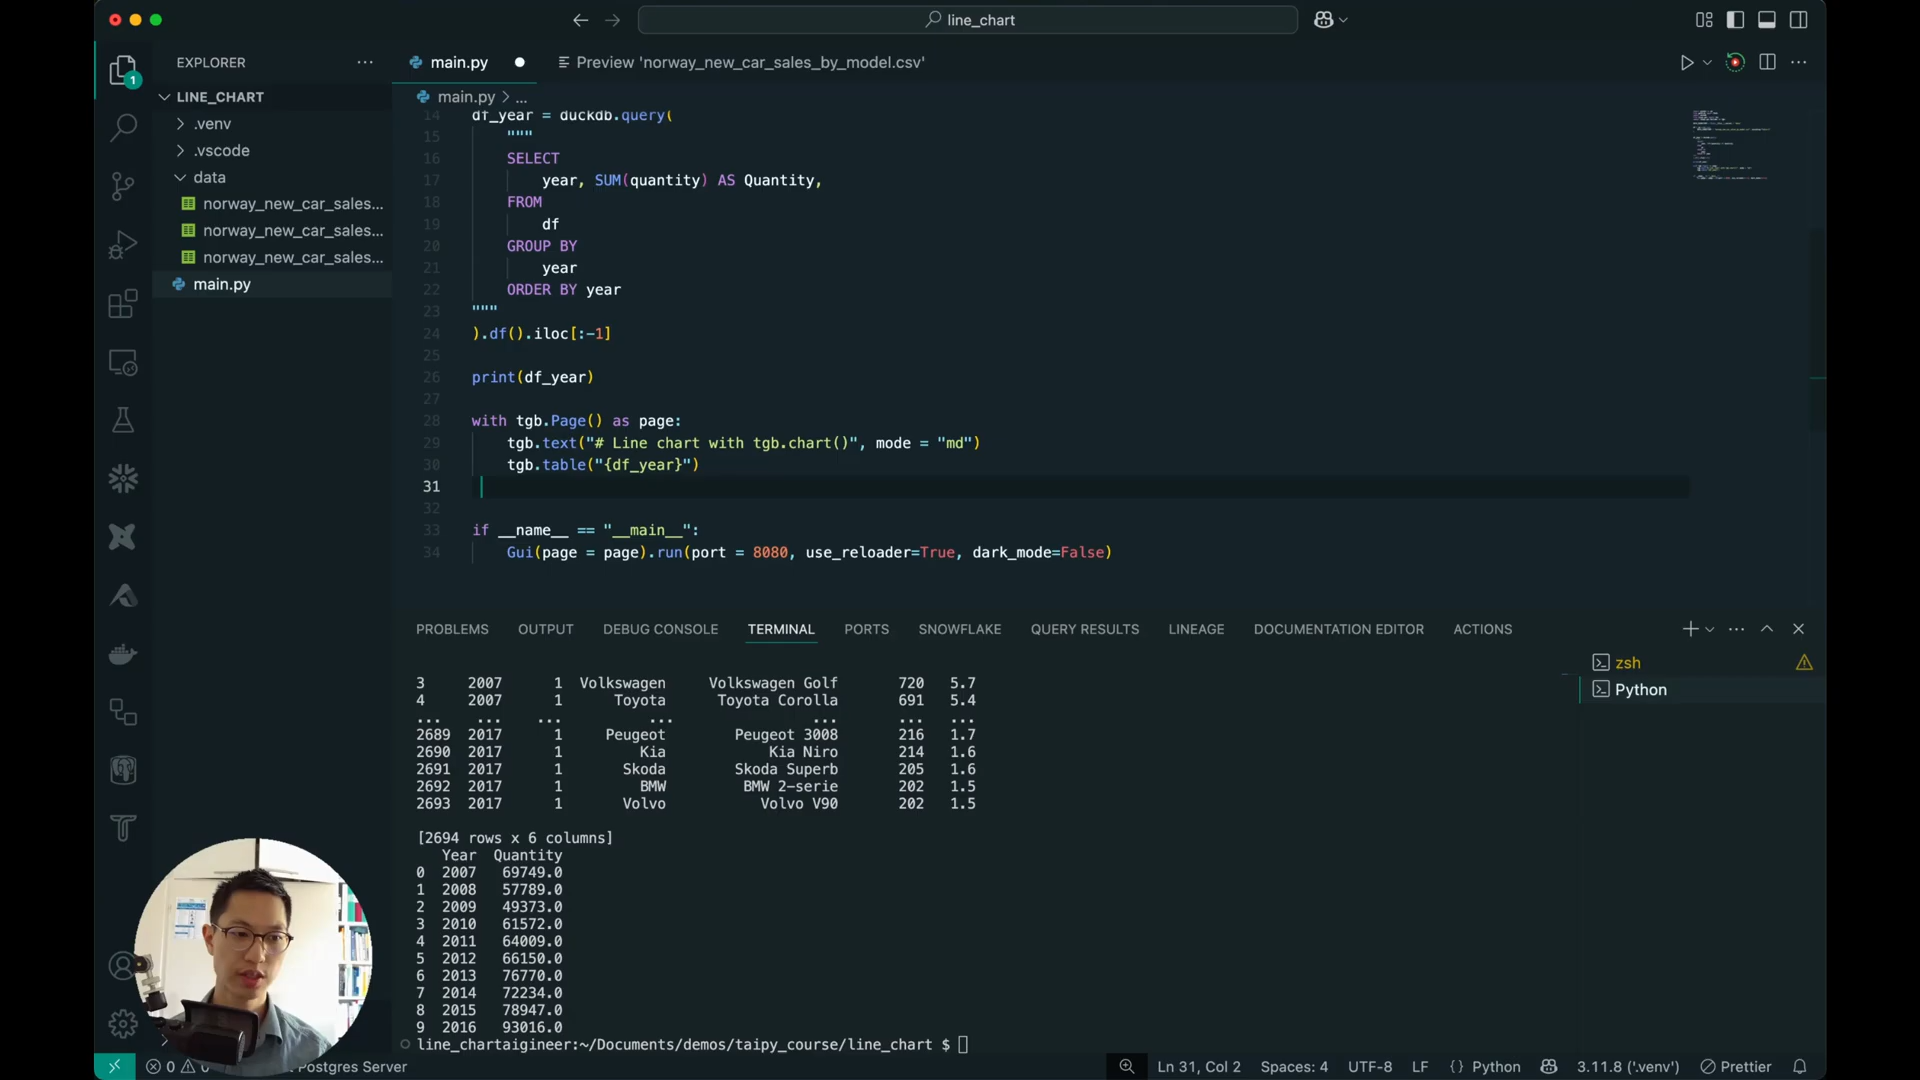 line_chart
EXPLORER
LINE_CHART
.venv
.vscode
data
norway_new_car_sales...
norway_new_car_sales...
norway_new_car_sales...
main.py
1
main.py
Preview 'norway_new_car_sales_by_model.csv'
main.py > ...
14 df_year = duckdb.query(
15 """
16 SELECT
17 year, SUM(quantity) AS Quantity,
18 FROM
19 df
20 GROUP BY
21 year
22 ORDER BY year
23 """
24 ).df().iloc[:-1]
25
26 print(df_year)
27
28 with tgb.Page() as page:
29 tgb.text("# Line chart with tgb.chart()", mode = "md")
30 tgb.table("{df_year}")
31
32
33 if __name__ == "__main__":
34 Gui(page = page).run(port = 8080, use_reloader=True, dark_mode=False)
PROBLEMS OUTPUT DEBUG CONSOLE TERMINAL PORTS SNOWFLAKE QUERY RESULTS LINEAGE DOCUMENTATION EDITOR ACTIONS
zsh
Python
3 2007 1 Volkswagen Volkswagen Golf 720 5.7
4 2007 1 Toyota Toyota Corolla 691 5.4
... ... ... ... ... ... ...
2689 2017 1 Peugeot Peugeot 3008 216 1.7
2690 2017 1 Kia Kia Niro 214 1.6
2691 2017 1 Skoda Skoda Superb 205 1.6
2692 2017 1 BMW BMW 2-serie 202 1.5
2693 2017 1 Volvo Volvo V90 202 1.5
[2694 rows x 6 columns]
Year Quantity
0 2007 69749.0
1 2008 57789.0
2 2009 49373.0
3 2010 61572.0
4 2011 64009.0
5 2012 66150.0
6 2013 76770.0
7 2014 72234.0
8 2015 78947.0
9 2016 93016.0
line_chartaigineer:~/Documents/demos/taipy_course/line_chart $
0 0 Postgres Server
Ln 31, Col 2 Spaces: 4 UTF-8 LF {} Python 3.11.8 ('.venv') Prettier